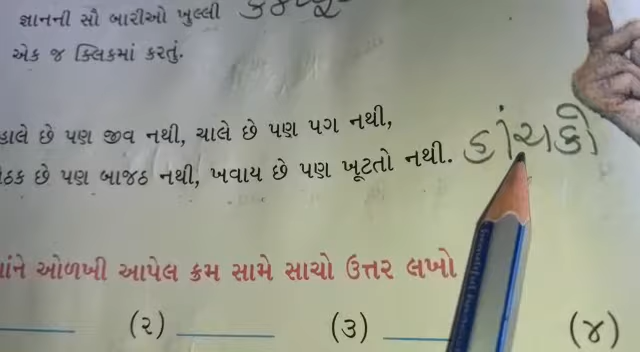 જ્ઞાનની સૌ બારીઓ ખુલ્લી
એક જ ક્લિકમાં કરતું.
હાલે છે પણ જીવ નથી, ચાલે છે પણ પગ નથી,
બેઠક છે પણ બાજઠ નથી, ખવાય છે પણ ખૂટતો નથી. હીંચકો
ઓળખી આપેલ ક્રમ સામે સાચો ઉત્તર લખો
(૨) (૩) (૪)